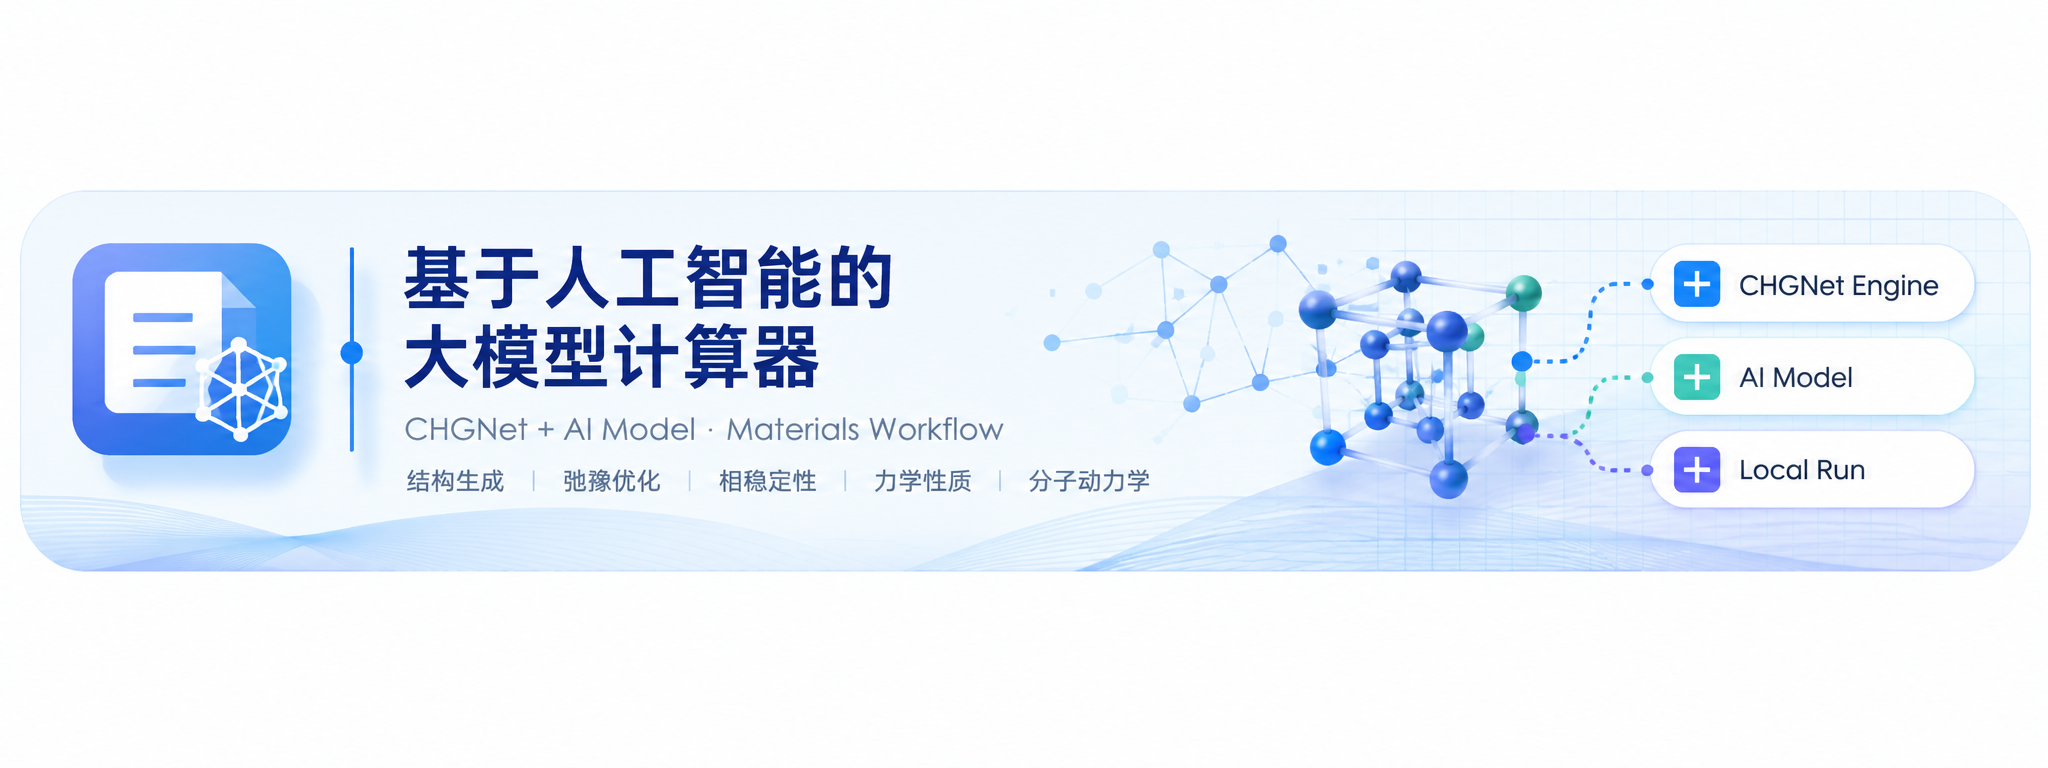 基于人工智能的
大模型计算器
CHGNet + AI Model · Materials Workflow
结构生成 | 弛豫优化 | 相稳定性 | 力学性质 | 分子动力学
CHGNet Engine
AI Model
Local Run